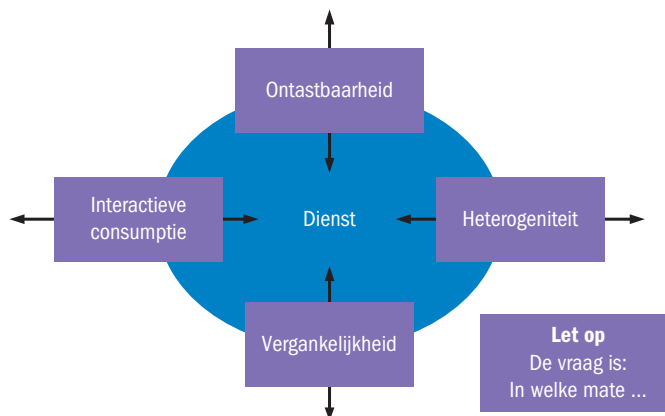 Ontastbaarheid
Interactieve
consumptie
Dienst
Heterogeniteit
Vergankelijkheid
Let op
De vraag is:
In welke mate ...